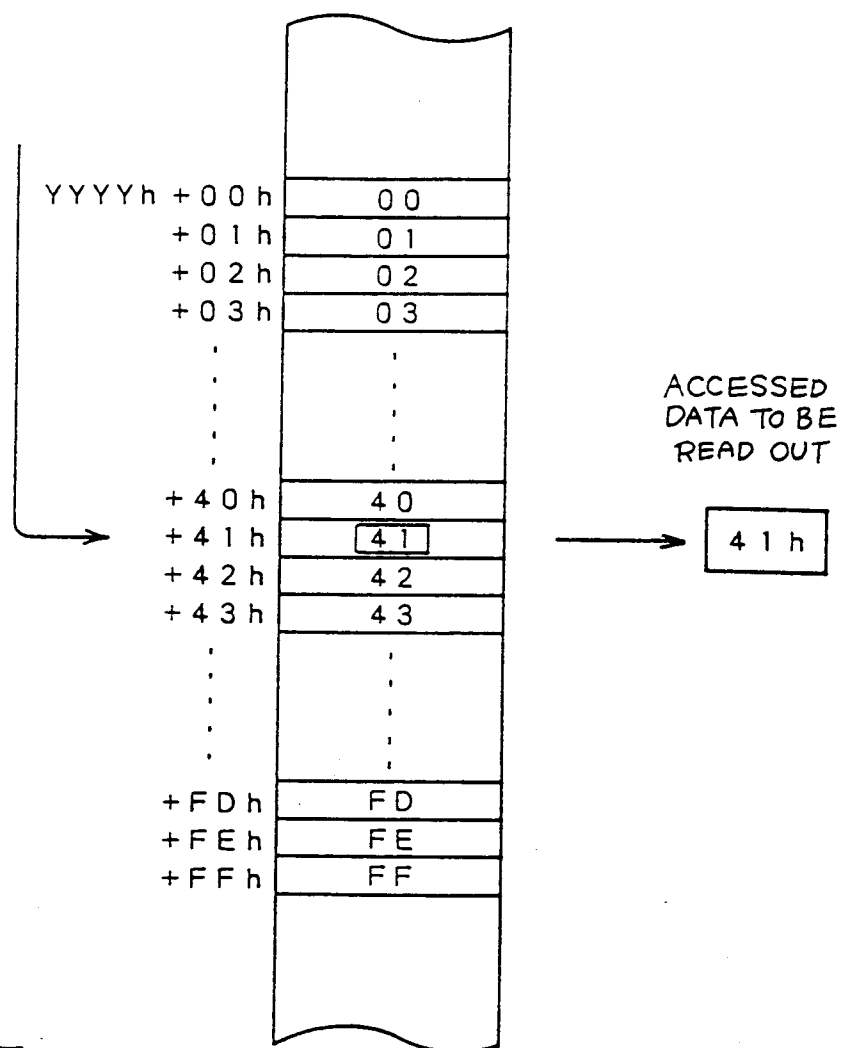 YYYYh +00h 00
+01h 01
+02h 02
+03h 03
ACCESSED
DATA TO BE
READ OUT
+40h 40
+41h 41 41h
+42h 42
+43h 43
+FDh FD
+FEh FE
+FFh FF